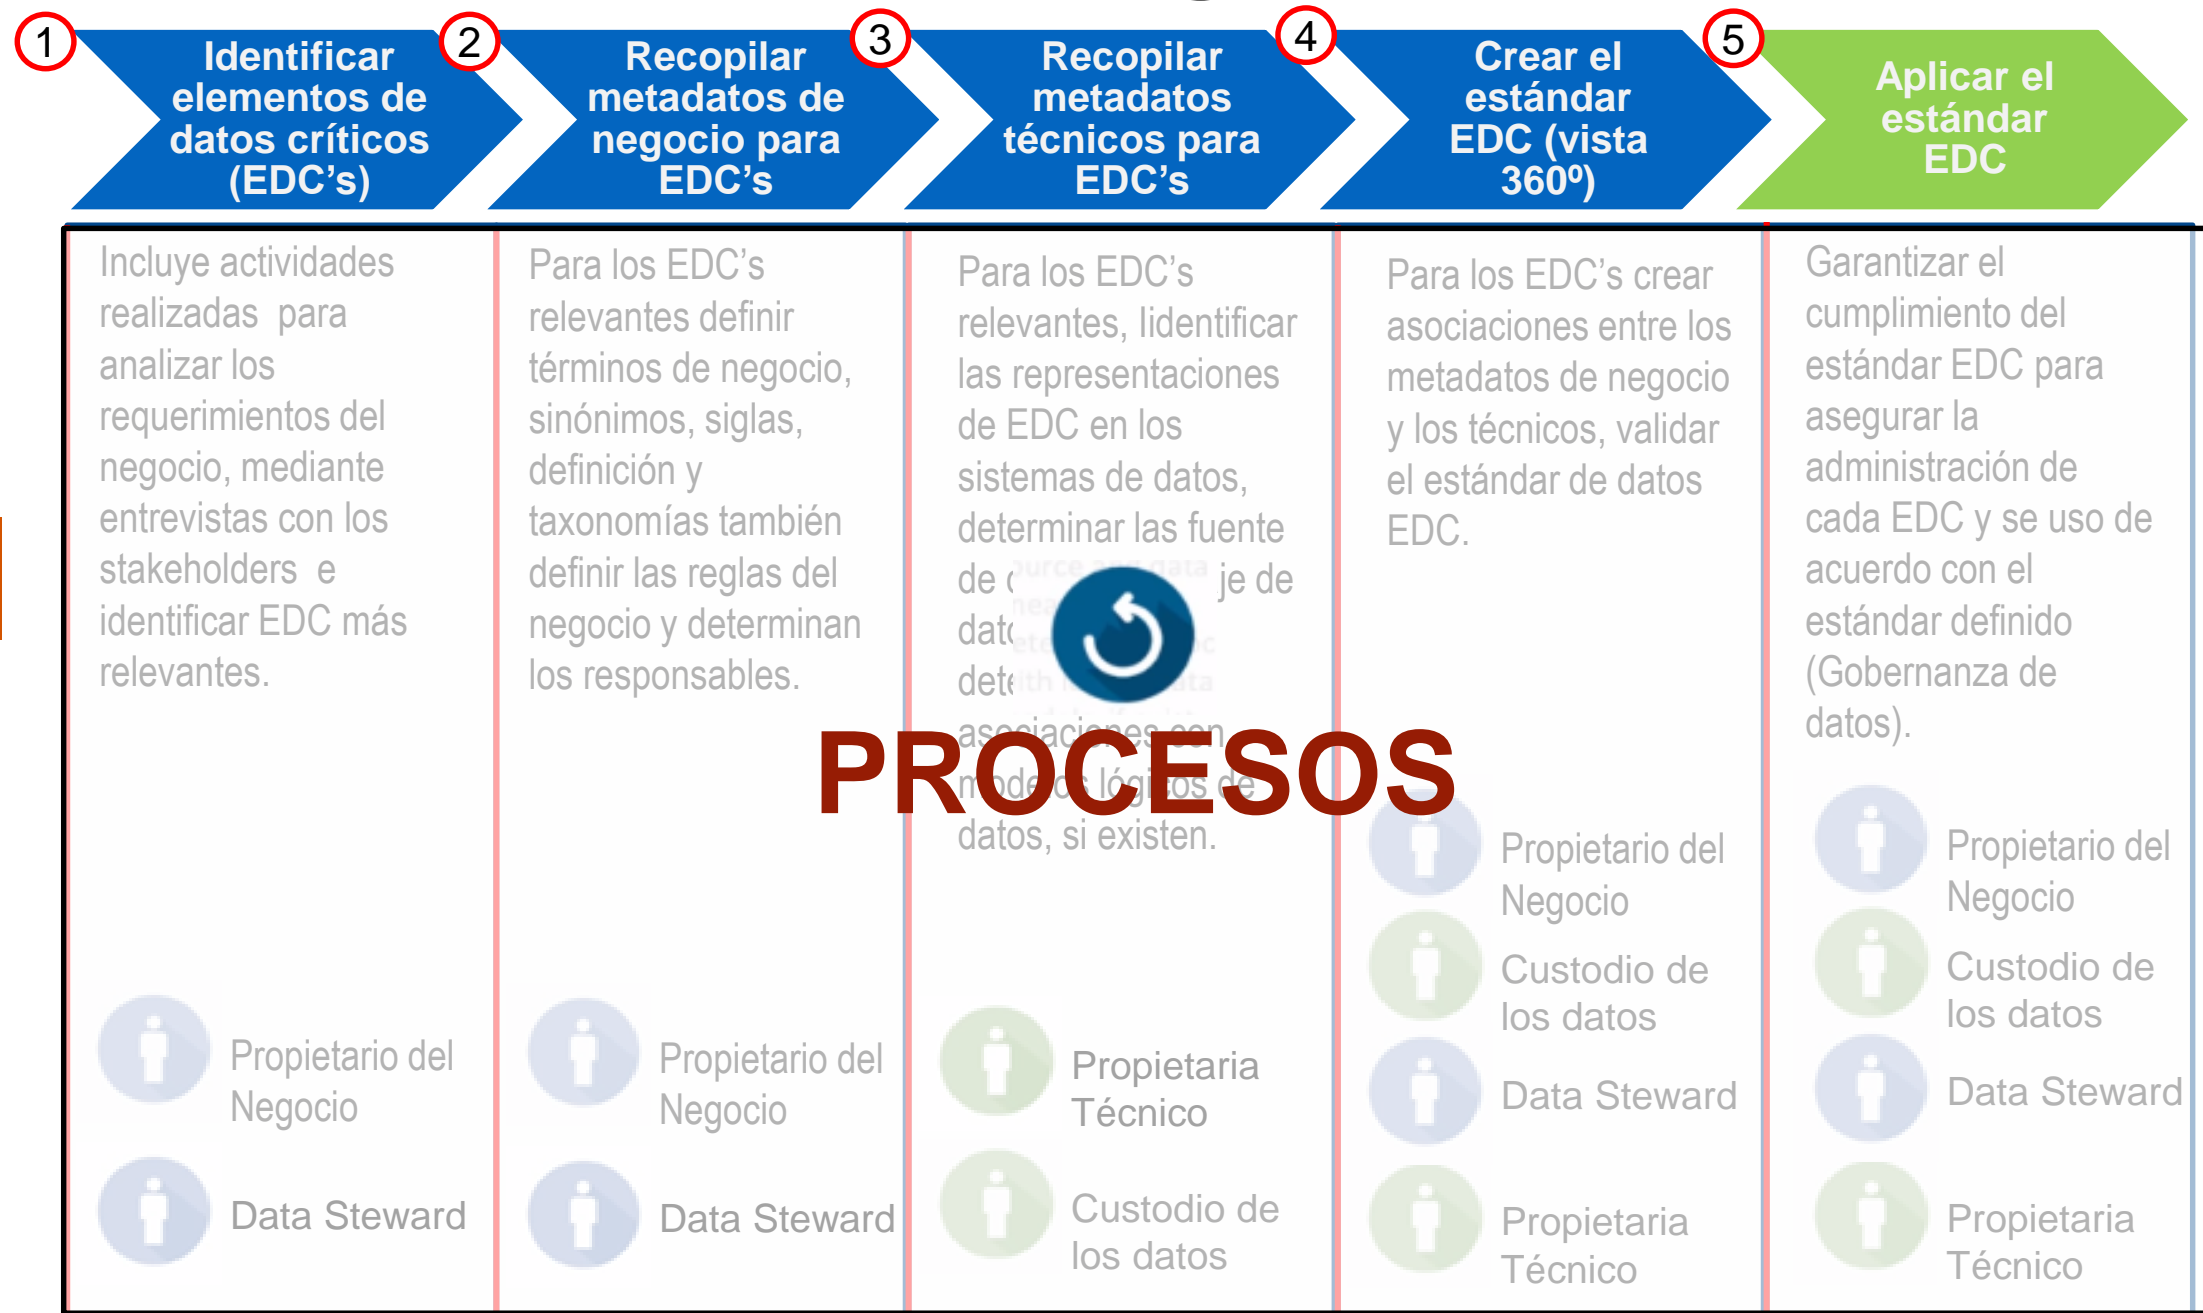 1
Identificar
elementos de
datos críticos
(EDC's)
2
Recopilar
metadatos de
negocio para
EDC's
3
Recopilar
metadatos
técnicos para
EDC's
4
Crear el
estándar
EDC (vista
360º)
5
Aplicar el
estándar
EDC
Incluye actividades
realizadas para
analizar los
requerimientos del
negocio, mediante
entrevistas con los
stakeholders e
identificar EDC más
relevantes.
Propietario del
Negocio
Data Steward
Para los EDC's
relevantes definir
términos de negocio,
sinónimos, siglas,
definición y
taxonomías también
definir las reglas del
negocio y determinan
los responsables.
Propietario del
Negocio
Data Steward
Para los EDC's
relevantes, Iidentificar
las representaciones
de EDC en los
sistemas de datos,
determinar las fuente
de je de
asociaciones con
modelos lógicos de
datos, si existen.
Propietaria
Técnico
Custodio de
los datos
Para los EDC's crear
asociaciones entre los
metadatos de negocio
y los técnicos, validar
el estándar de datos
EDC.
Propietario del
Negocio
Custodio de
los datos
Data Steward
Propietaria
Técnico
Garantizar el
cumplimiento del
estándar EDC para
asegurar la
administración de
cada EDC y se uso de
acuerdo con el
estándar definido
(Gobernanza de
datos).
Propietario del
Negocio
Custodio de
los datos
Data Steward
Propietaria
Técnico
PROCESOS